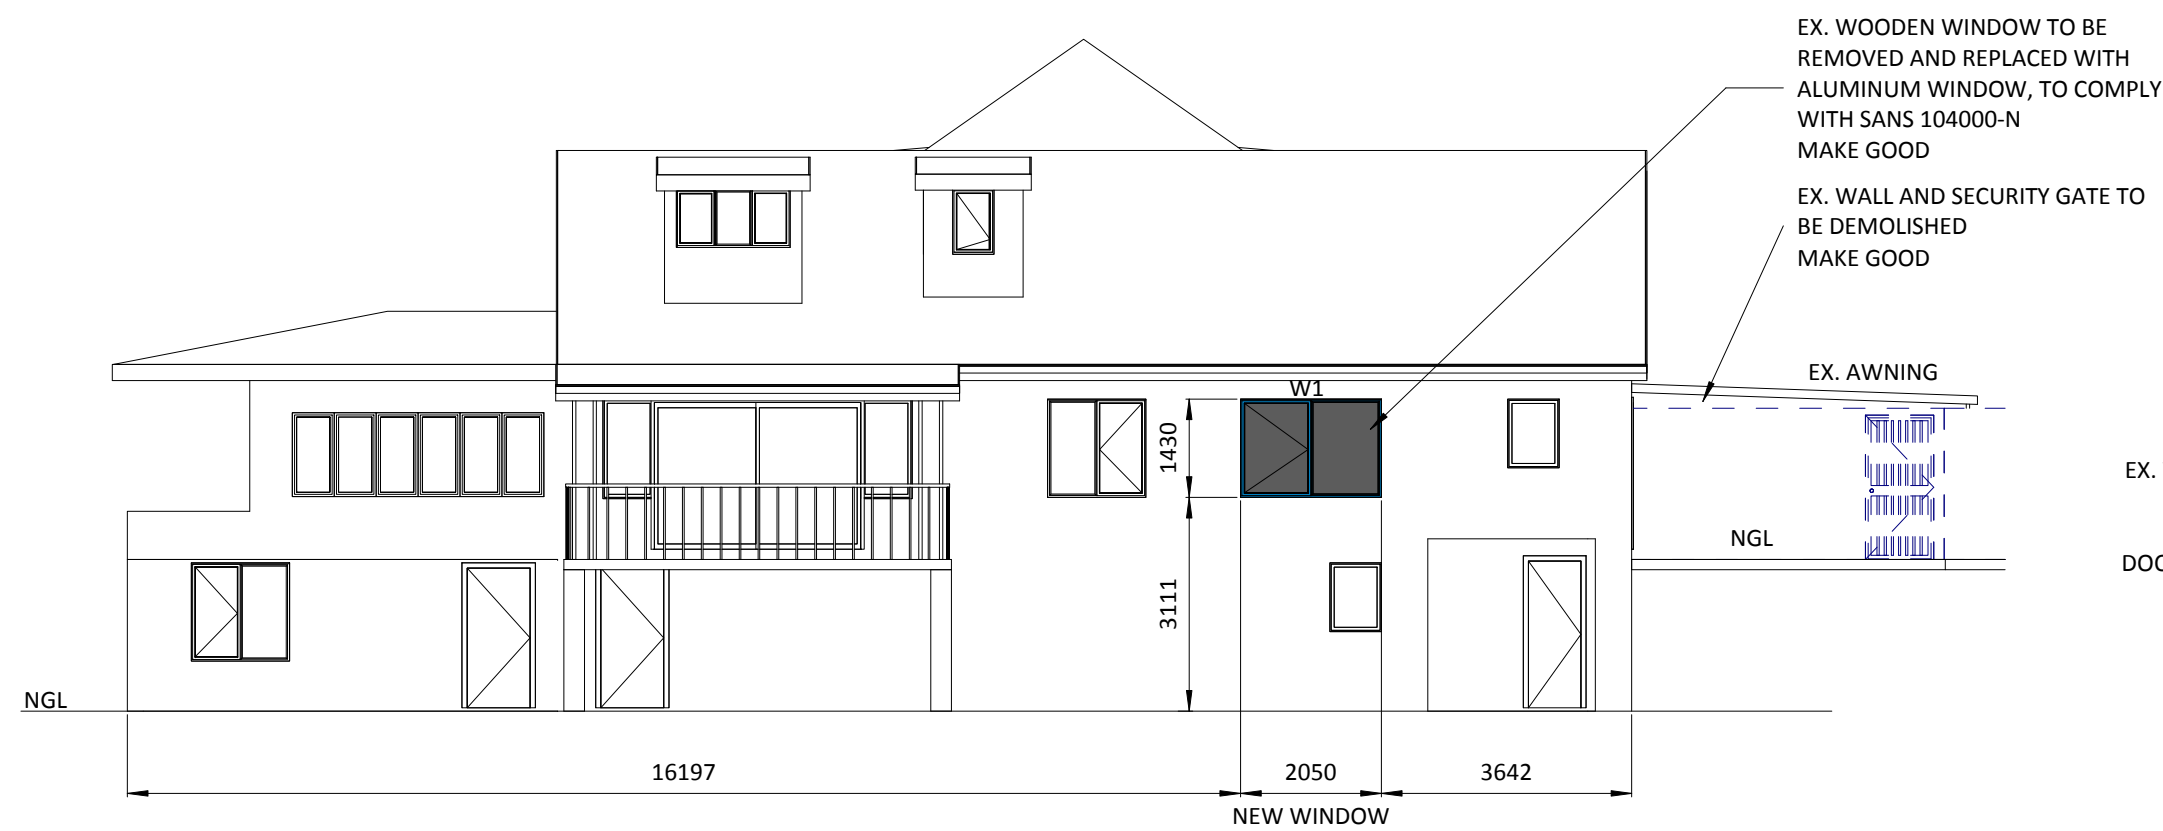 EX. WOODEN WINDOW TO BE
REMOVED AND REPLACED WITH
ALUMINUM WINDOW, TO COMPLY
WITH SANS 104000-N
MAKE GOOD
EX. WALL AND SECURITY GATE TO
BE DEMOLISHED
MAKE GOOD
EX. AWNING
W1
1430
EX.
NGL
DOO
3111
NGL
16197
2050
3642
NEW WINDOW